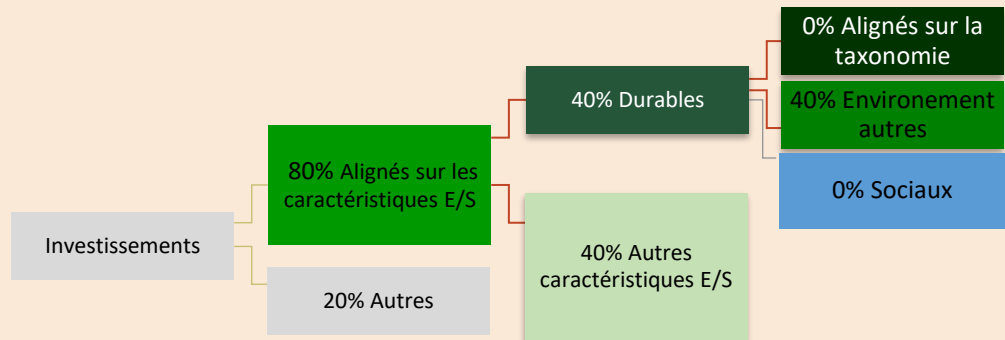 0% Alignés sur la
taxonomie
40% Durables
40% Environement
autres
80% Alignés sur les
caractéristiques E/S
0% Sociaux
Investissements
40% Autres
caractéristiques E/S
20% Autres